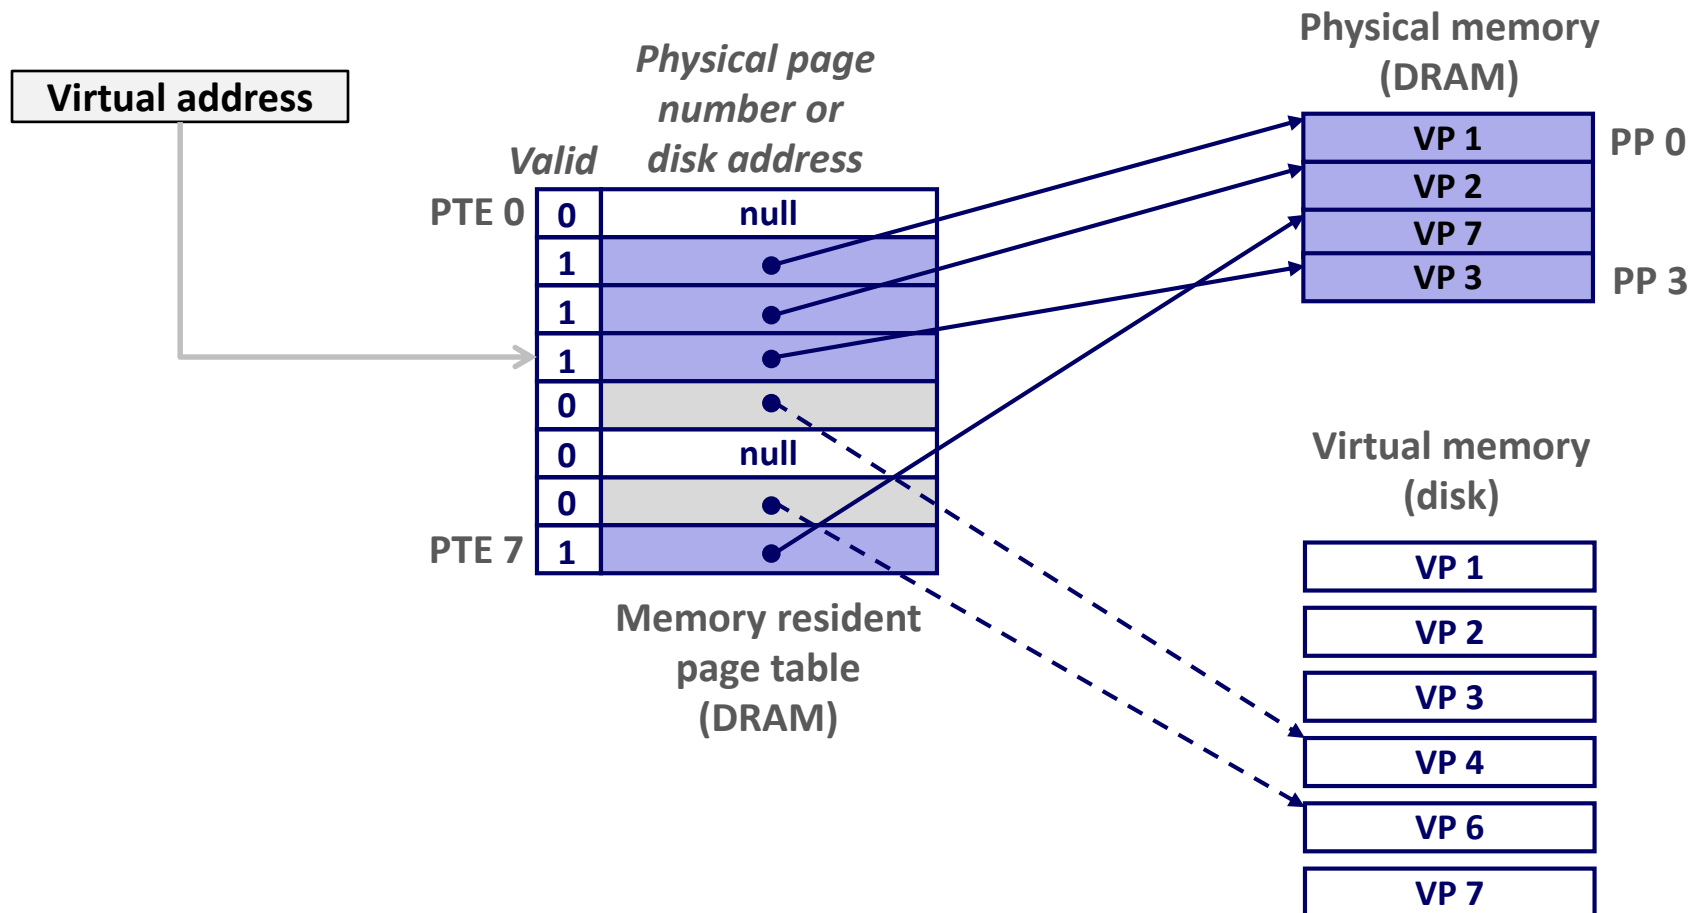 Virtual address
Physical page
number or
disk address
Valid
PTE 0
0
null
1
1
1
0
0
null
0
PTE 7
1
Memory resident
page table
(DRAM)
Physical memory
(DRAM)
VP 1
PP 0
VP 2
VP 7
VP 3
PP 3
Virtual memory
(disk)
VP 1
VP 2
VP 3
VP 4
VP 6
VP 7